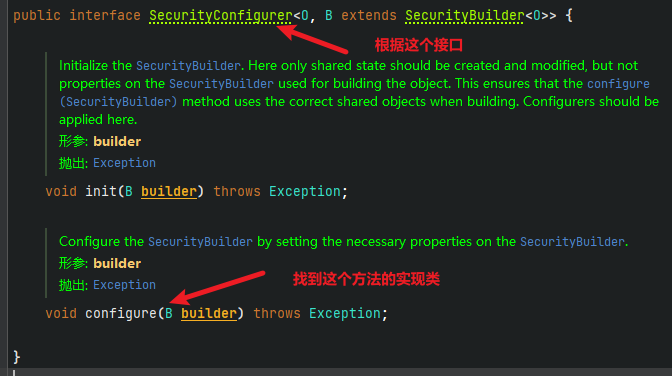 public interface SecurityConfigurer<O, B extends SecurityBuilder<O>> {
根据这个接口
Initialize the SecurityBuilder. Here only shared state should be created and modified, but not
properties on the SecurityBuilder used for building the object. This ensures that the configure
(SecurityBuilder) method uses the correct shared objects when building. Configurers should be
applied here.
形参: builder
抛出: Exception
void init(B builder) throws Exception;
Configure the SecurityBuilder by setting the necessary properties on the SecurityBuilder.
形参: builder
抛出: Exception
找到这个方法的实现类
void configure(B builder) throws Exception;
}